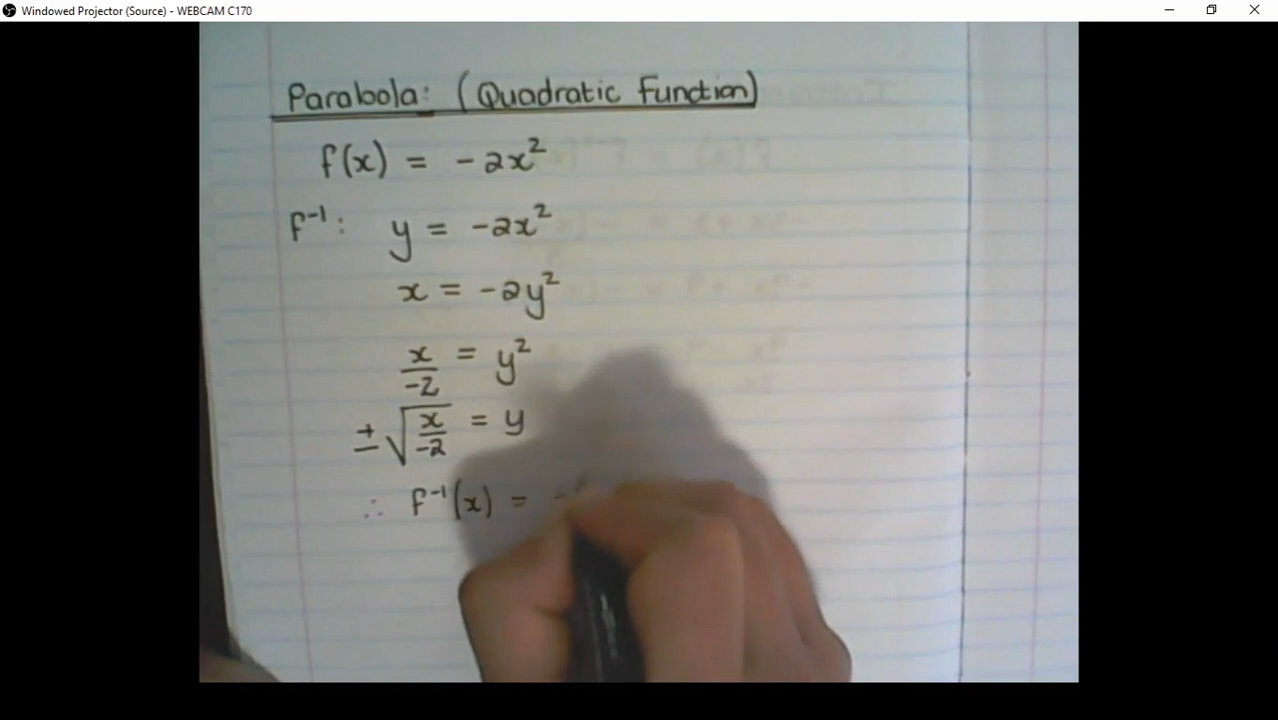 Windowed Projector (Source) - WEBCAM C170
Parabola: (Quadratic Function)
f(x) = -2x²
f⁻¹: y = -2x²
x = -2y²
x/-2 = y²
±√(x/-2) = y
∴ f⁻¹(x) =